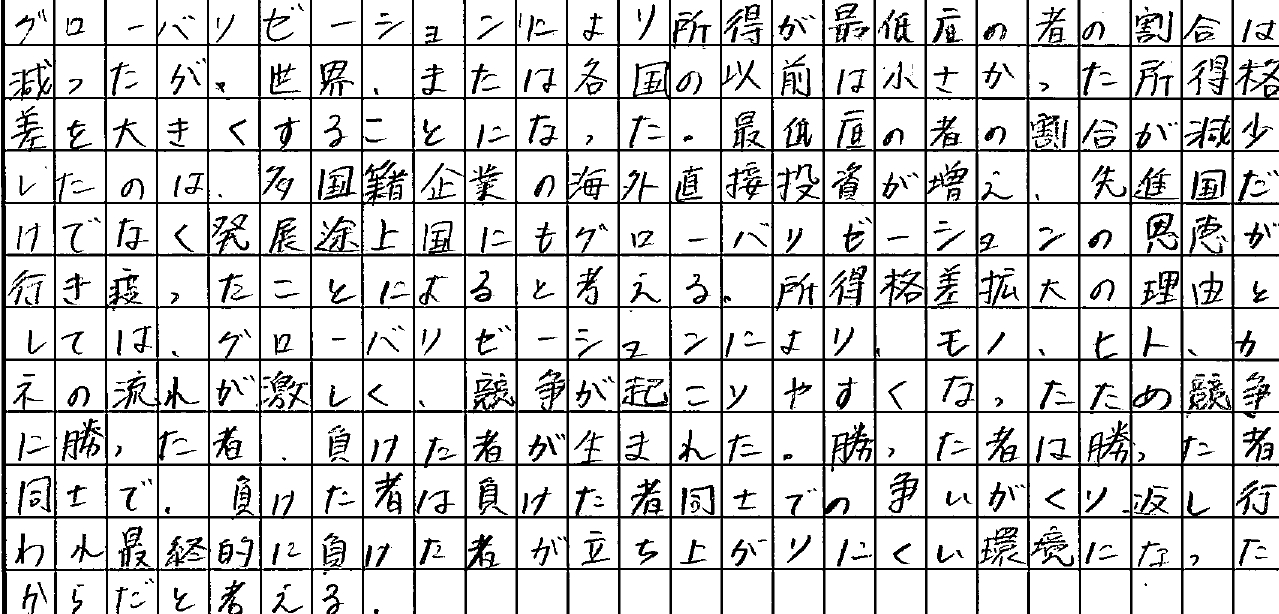 グローバリゼーションにより所得が最低度の者の割合は
減ったが、世界、または各国の以前は小さかった所得格
差を大きくすることになった。最低度の者の割合が減少
したのは、多国籍企業の海外直接投資が増え、先進国だ
けでなく発展途上国にもグローバリゼーションの恩恵が
行き疲ったことによると考える。所得格差拡大の理由と
しては、グローバリゼーションにより、モノ、ヒト、カ
ネの流れが激しく、競争が起こりやすくなったため競争
に勝った者、負けた者が生まれた。勝った者は勝った者
同士で、負けた者は負けた者同士での争いがくり返し行
われ最終的に負けた者が立ち上がりにくい環境になった
からだと考える。